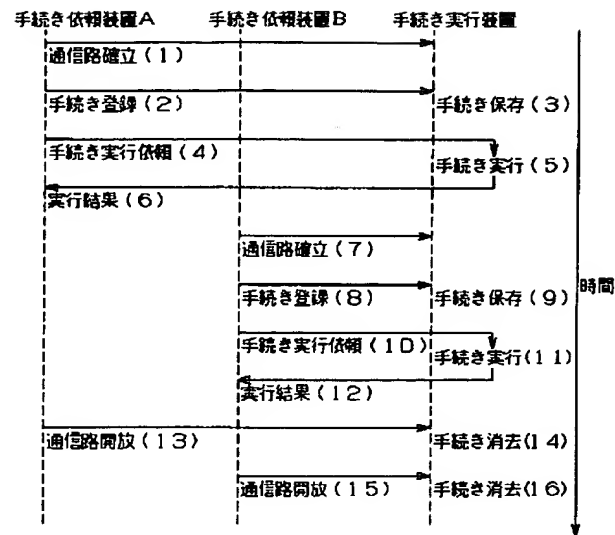 手続き依頼装置A 手続き依頼装置B 手続き実行装置
通信路確立(1)
手続き登録(2) 手続き保存(3)
手続き実行依頼(4) 手続き実行(5)
実行結果(6)
通信路確立(7)
時間
手続き登録(8) 手続き保存(9)
手続き実行依頼(10) 手続き実行(11)
実行結果(12)
通信路開放(13) 手続き消去(14)
通信路開放(15) 手続き消去(16)